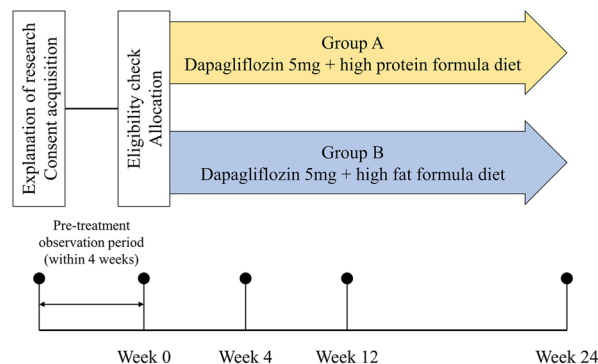 Explanation of research
Consent acquisition
Eligibility check
Allocation
Group A
Dapagliflozin 5mg + high protein formula diet
Group B
Dapagliflozin 5mg + high fat formula diet
Pre-treatment
observation period
(within 4 weeks)
Week 0
Week 4
Week 12
Week 24